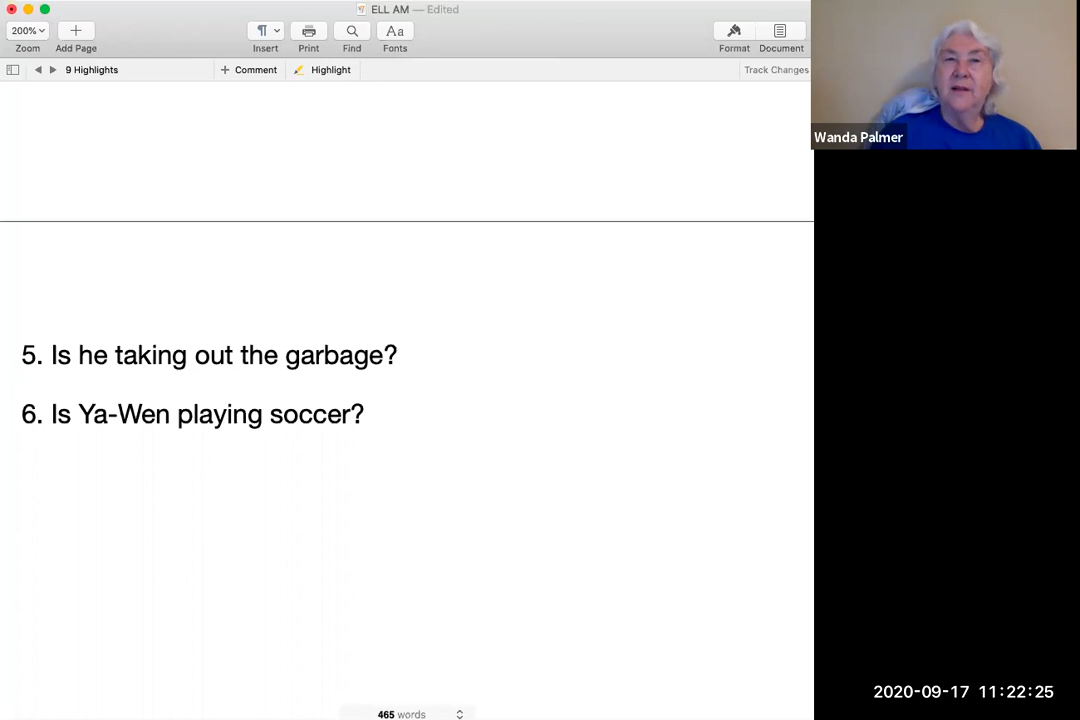 ELL AM — Edited
200%
Zoom
Add Page
Insert
Print
Find
Aa
Fonts
Format
Document
9 Highlights
+ Comment
Highlight
Track Changes
Wanda Palmer
5. Is he taking out the garbage?
6. Is Ya-Wen playing soccer?
465 words
2020-09-17 11:22:25